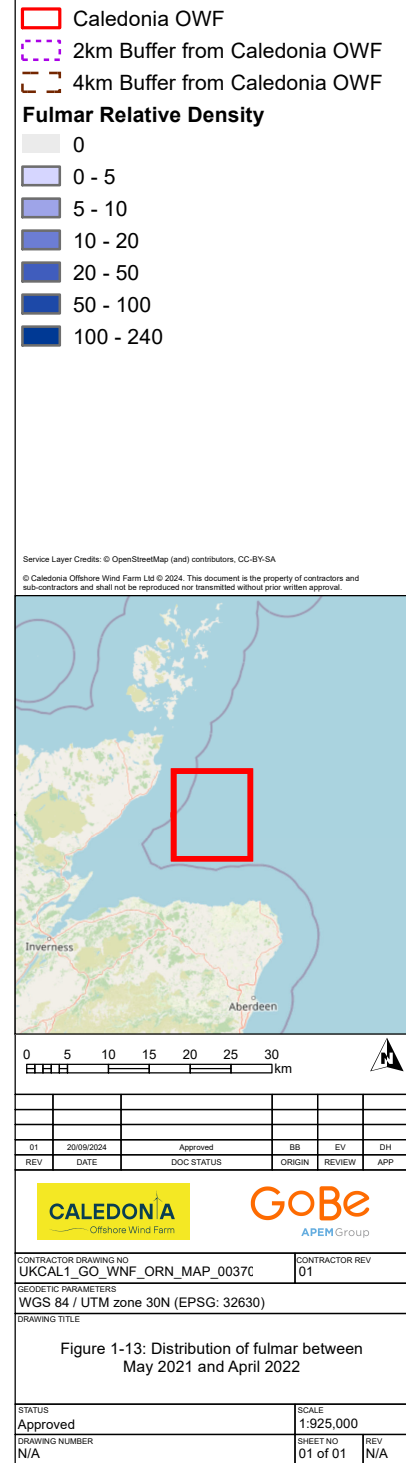 Caledonia OWF
2km Buffer from Caledonia OWF
4km Buffer from Caledonia OWF
Fulmar Relative Density
0
0 - 5
5 - 10
10 - 20
20 - 50
50 - 100
100 - 240
Service Layer Credits: © OpenStreetMap (and) contributors, CC-BY-SA
© Caledonia Offshore Wind Farm Ltd © 2024. This document is the property of contractors and
sub-contractors and shall not be reproduced nor transmitted without prior written approval.
Inverness
Aberdeen
0 5 10 15 20 25 30
km
N
01 20/09/2024 Approved BB EV DH
REV DATE DOC STATUS ORIGIN REVIEW APP
CALEDONIA
Offshore Wind Farm
GoBe
APEMGroup
CONTRACTOR DRAWING NO
UKCAL1_GO_WNF_ORN_MAP_00370
CONTRACTOR REV
01
GEODETIC PARAMETERS
WGS 84 / UTM zone 30N (EPSG: 32630)
DRAWING TITLE
Figure 1-13: Distribution of fulmar between
May 2021 and April 2022
STATUS
Approved
SCALE
1:925,000
DRAWING NUMBER
N/A
SHEET NO
01 of 01
REV
N/A